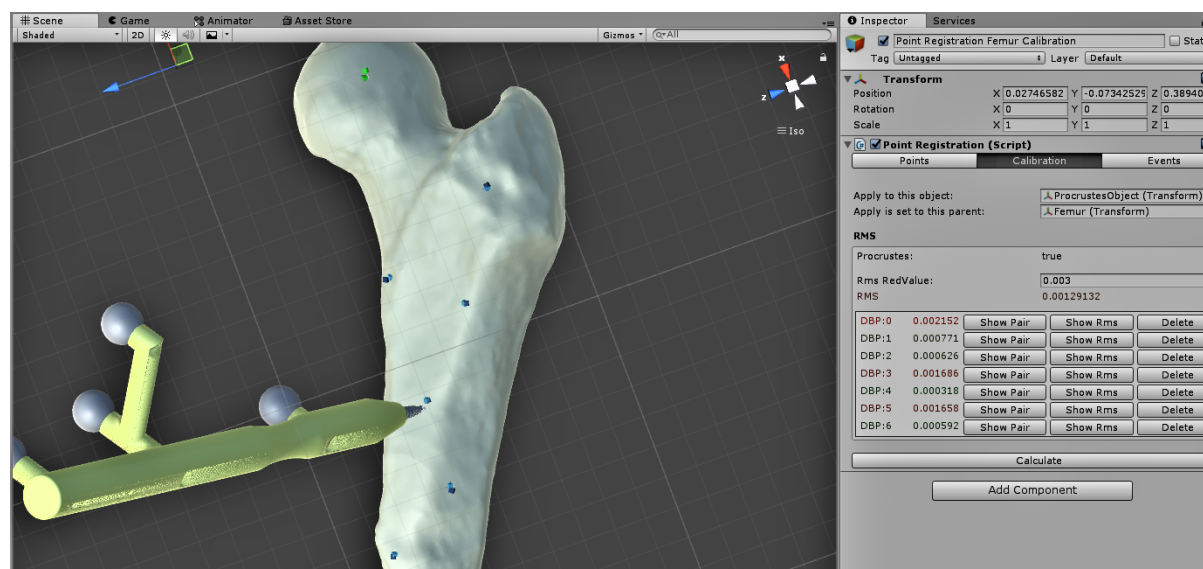 Scene Game Animator Asset Store
Shaded 2D Gizmos All
x
z
Iso
Inspector Services
Point Registration Femur Calibration Stat
Tag Untagged Layer Default
Transform
Position X 0.02746582 Y -0.07342529 Z 0.38940
Rotation X 0 Y 0 Z 0
Scale X 1 Y 1 Z 1
Point Registration (Script)
Points Calibration Events
Apply to this object: ProcrustesObject (Transform)
Apply is set to this parent: Femur (Transform)
RMS
Procrustes: true
Rms RedValue: 0.003
RMS 0.00129132
DBP:0 0.002152 Show Pair Show Rms Delete
DBP:1 0.000771 Show Pair Show Rms Delete
DBP:2 0.000626 Show Pair Show Rms Delete
DBP:3 0.001686 Show Pair Show Rms Delete
DBP:4 0.000318 Show Pair Show Rms Delete
DBP:5 0.001658 Show Pair Show Rms Delete
DBP:6 0.000592 Show Pair Show Rms Delete
Calculate
Add Component